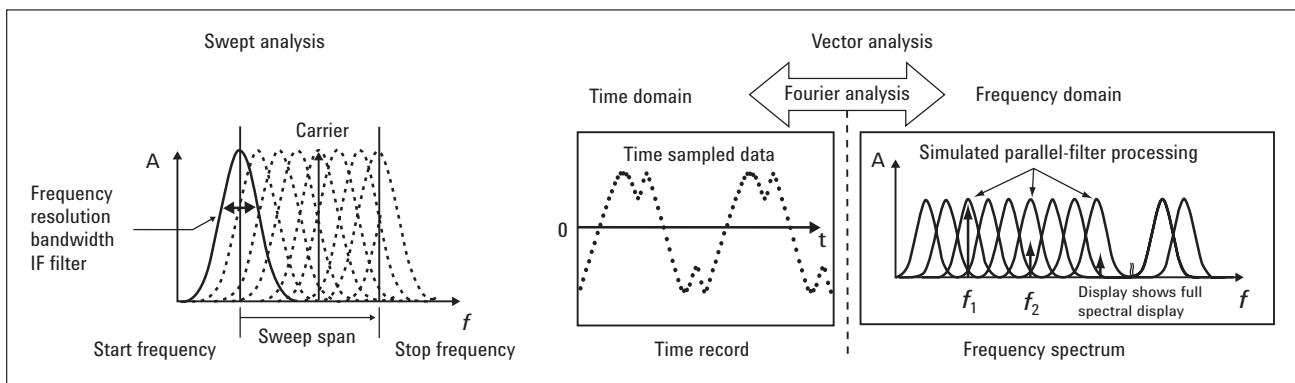 Swept analysis
Carrier
A
Frequency
resolution
bandwidth
IF filter
f
Sweep span
Start frequency
Stop frequency
Vector analysis
Fourier analysis
Time domain
Frequency domain
Time sampled data
0
t
Time record
Simulated parallel-filter processing
A
f1
f2
Display shows full
spectral display
f
Frequency spectrum